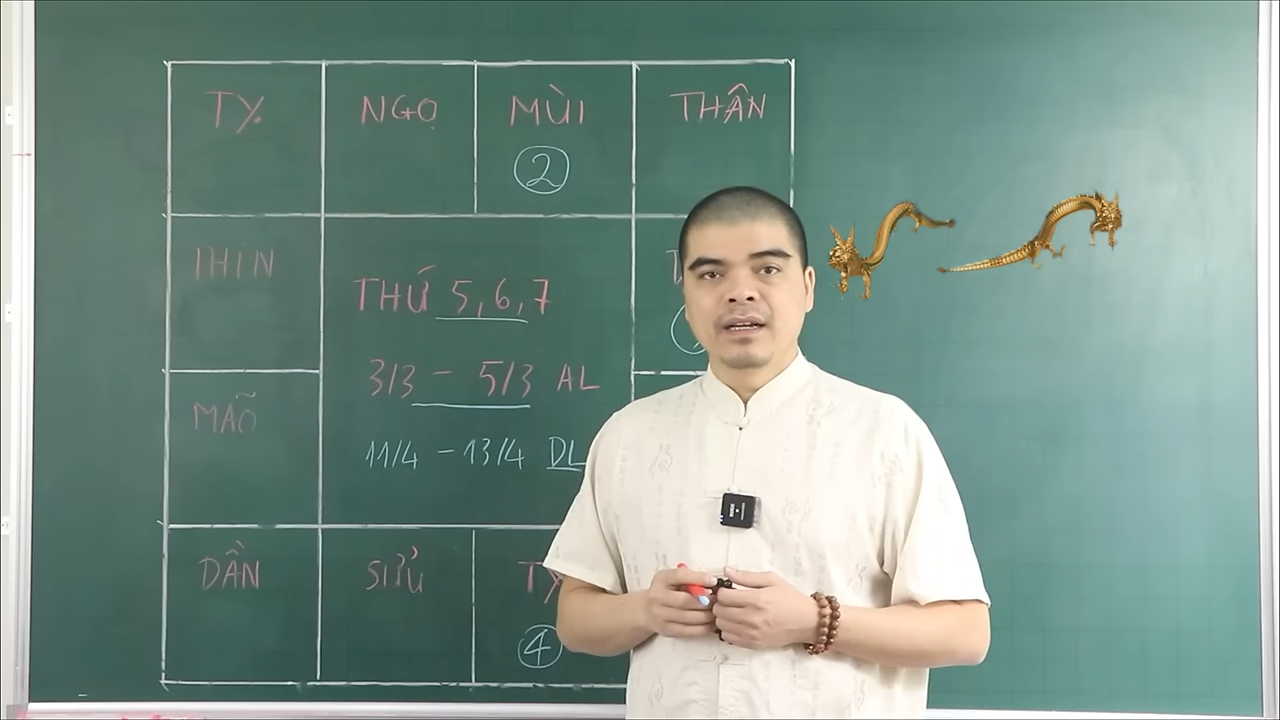 TỴ NGỌ MÙI THÂN
2
THÌN
THỨ 5, 6, 7
3/3 - 5/3 AL
MÃO
11/4 - 13/4 DL
DẦN SỬU
4